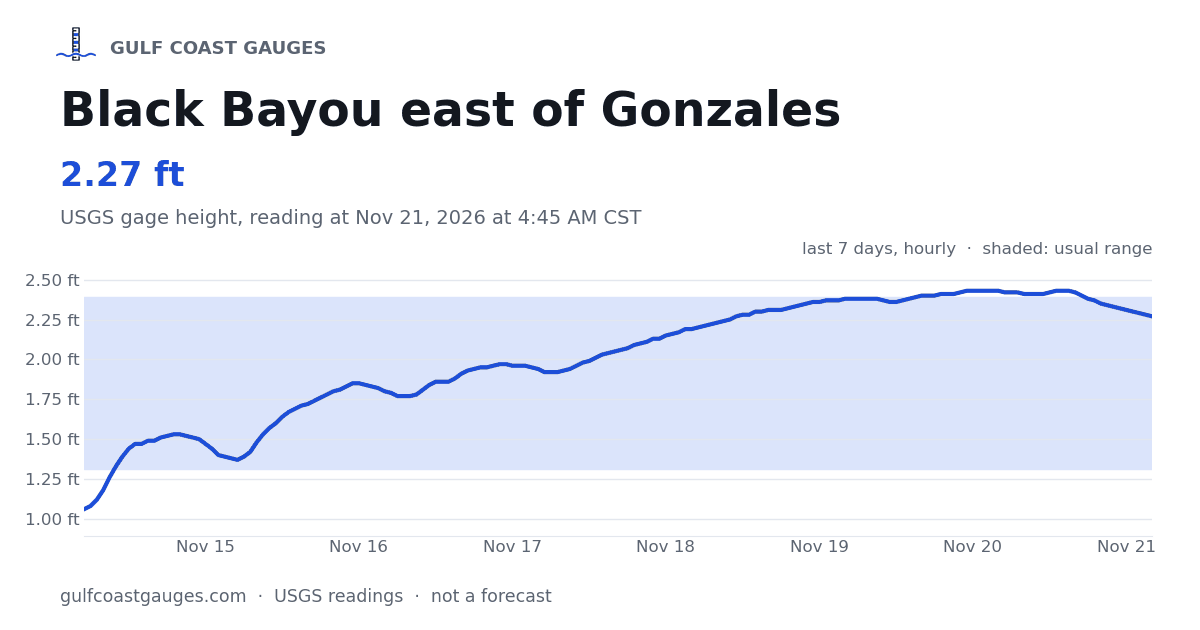 GULF COAST GAUGES
Black Bayou east of Gonzales
2.27 ft
USGS gage height, reading at Nov 21, 2026 at 4:45 AM CST
last 7 days, hourly · shaded: usual range
2.50 ft
2.25 ft
2.00 ft
1.75 ft
1.50 ft
1.25 ft
1.00 ft
Nov 15 Nov 16 Nov 17 Nov 18 Nov 19 Nov 20 Nov 21
gulfcoastgauges.com · USGS readings · not a forecast